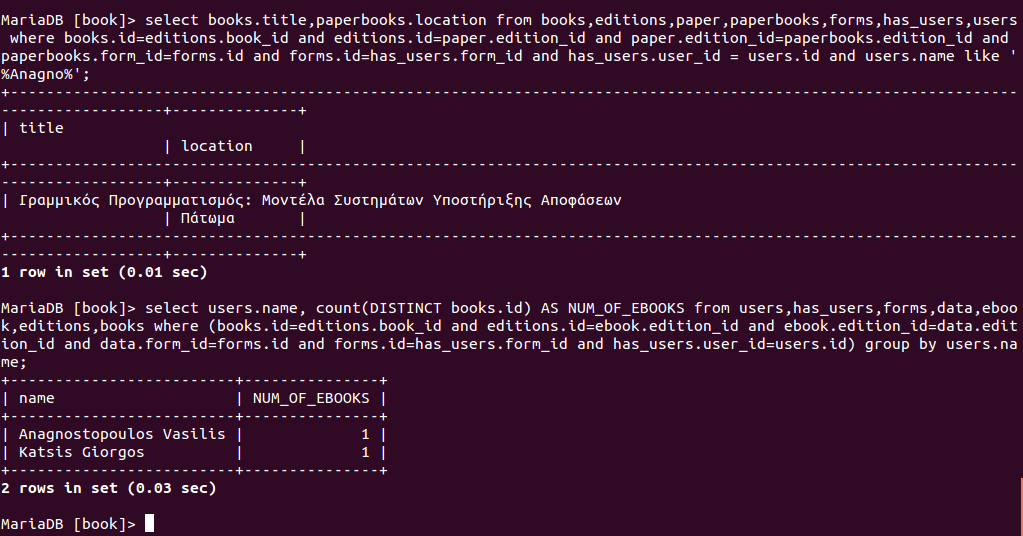 MariaDB [book]> select books.title,paperbooks.location from books,editions,paper,paperbooks,forms,has_users,users
 where books.id=editions.book_id and editions.id=paper.edition_id and paper.edition_id=paperbooks.edition_id and
paperbooks.form_id=forms.id and forms.id=has_users.form_id and has_users.user_id = users.id and users.name like '
%Anagno%';
+----------------------------------------------------------------------------------------------------------------
------------------+--------------+
| title
                  | location     |
+----------------------------------------------------------------------------------------------------------------
------------------+--------------+
| Γραμμικός Προγραμματισμός: Μοντέλα Συστημάτων Υποστήριξης Αποφάσεων
                  | Πάτωμα       |
+----------------------------------------------------------------------------------------------------------------
------------------+--------------+
1 row in set (0.01 sec)
MariaDB [book]> select users.name, count(DISTINCT books.id) AS NUM_OF_EBOOKS from users,has_users,forms,data,eboo
k,editions,books where (books.id=editions.book_id and editions.id=ebook.edition_id and ebook.edition_id=data.edit
ion_id and data.form_id=forms.id and forms.id=has_users.form_id and has_users.user_id=users.id) group by users.na
me;
+-------------------------+---------------+
| name                    | NUM_OF_EBOOKS |
+-------------------------+---------------+
| Anagnostopoulos Vasilis |             1 |
| Katsis Giorgos          |             1 |
+-------------------------+---------------+
2 rows in set (0.03 sec)
MariaDB [book]>